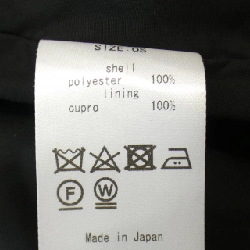 shell
polyester 100%
lining
cupro 100%
F W
Made in Japan